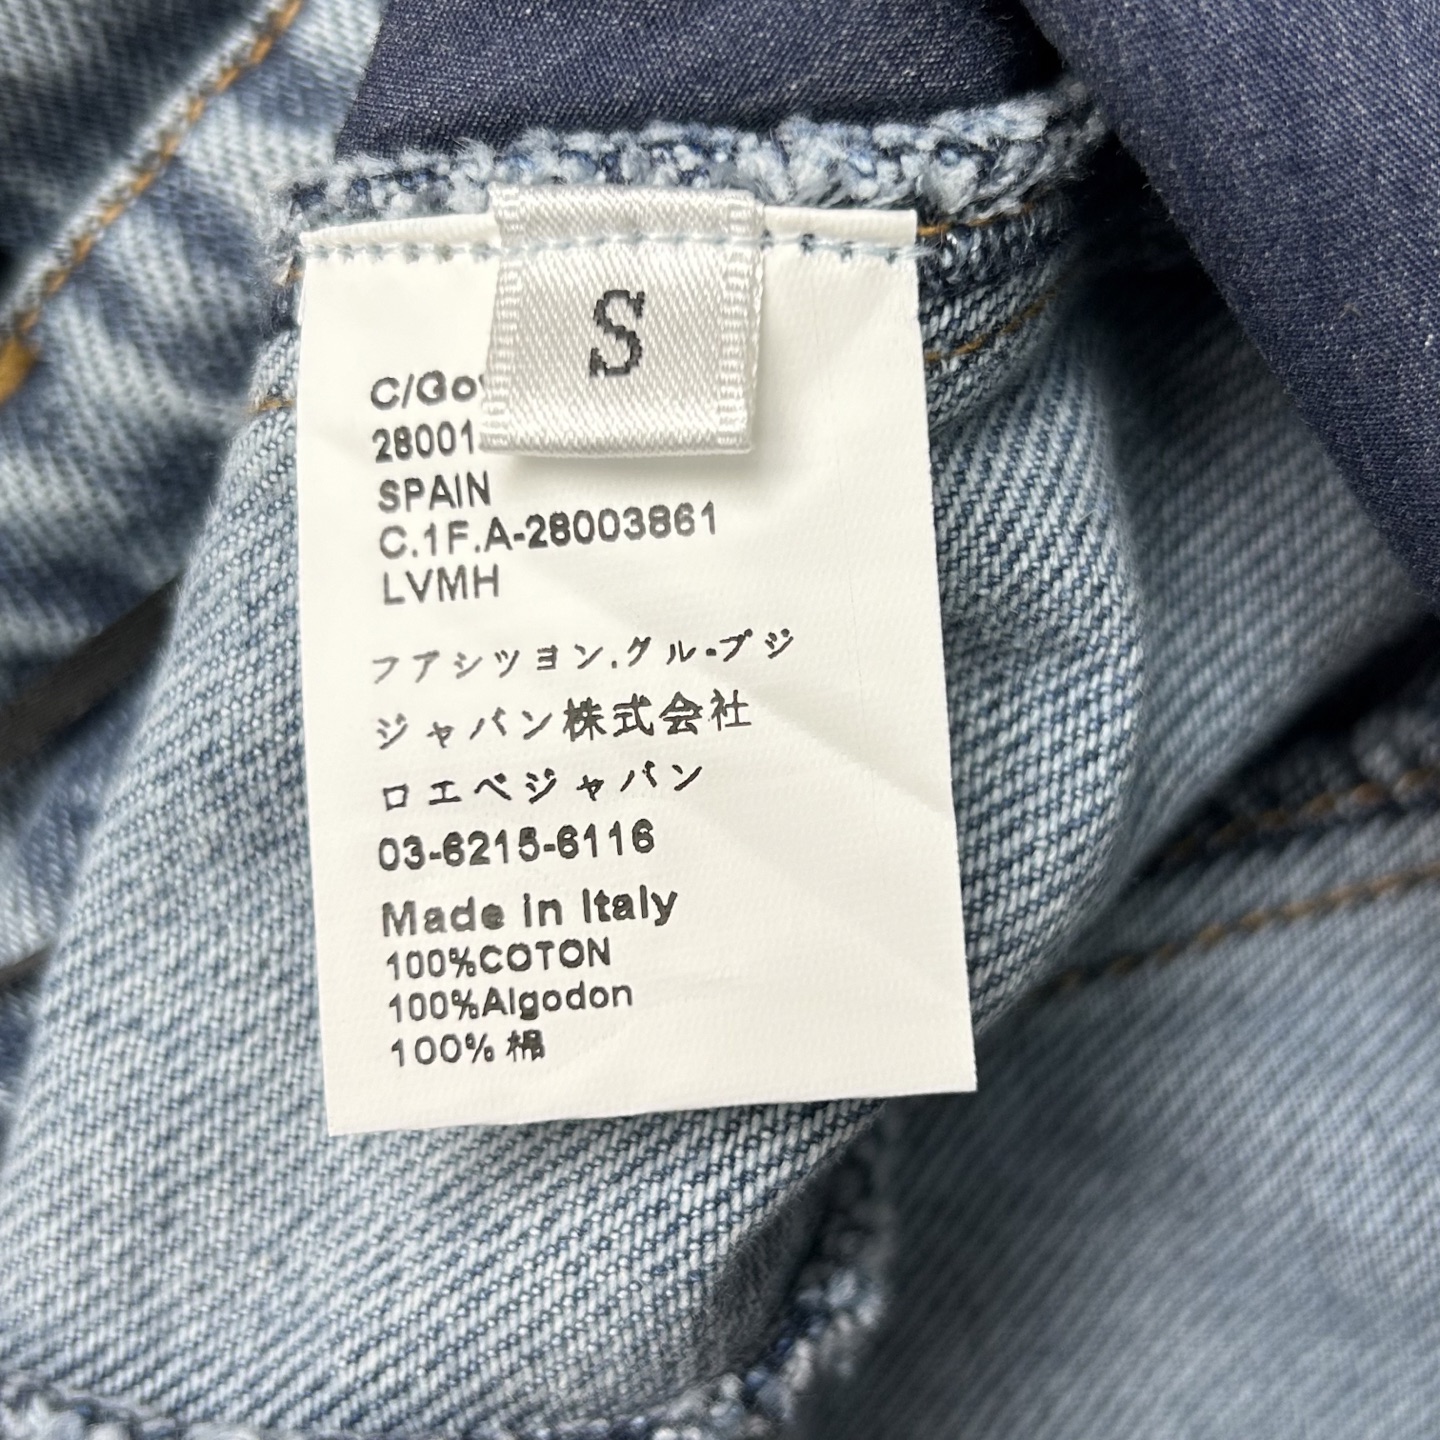 S
C/Go
28001
SPAIN
C.1F.A-28003861
LVMH
フアシツヨン.グル.プジ
ジャパン株式会社
ロエベジャパン
03-6215-6116
Made in Italy
100%COTON
100%Algodon
100% 棉